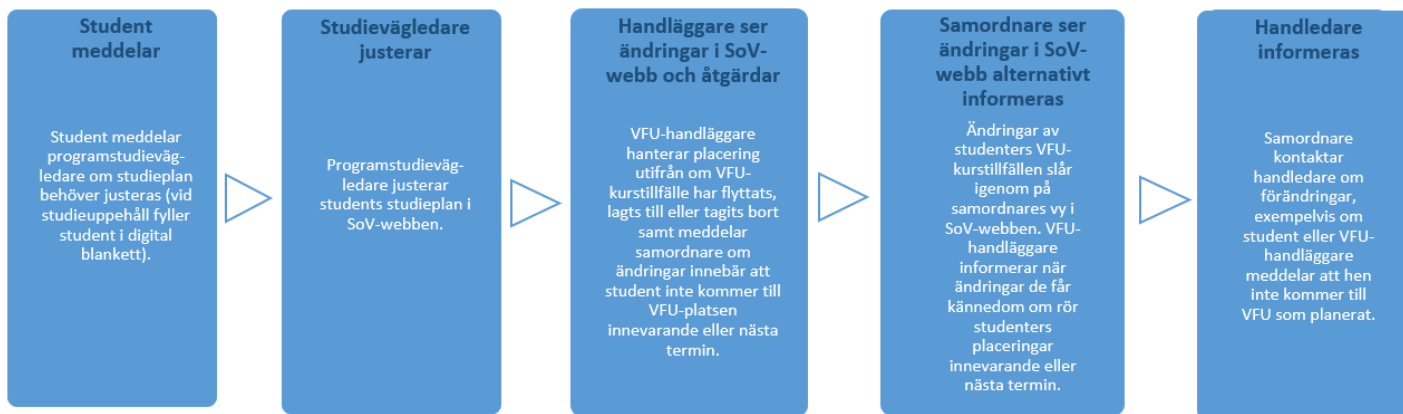 Student
meddelar
Student meddelar
programstudieväg-
ledare om studieplan
behöver justeras (vid
studieuppehåll fyller
student i digital
blankett).
Studievägledare
justerar
Programstudieväg-
ledare justerar
students studieplan i
SoV-webben.
Handläggare ser
ändringar i SoV-
webb och åtgärdar
VFU-handläggare
hanterar placering
utifrån om VFU-
kurstillfälle har flyttats,
lagts till eller tagits bort
samt meddelar
samordnare om
ändringar innebär att
student inte kommer till
VFU-platsen
innevarande eller nästa
termin.
Samordnare ser
ändringar i SoV-
webb alternativt
informeras
Ändringar av
studenters VFU-
kurstillfällen slår
igenom på
samordnares vy i
SoV-webben. VFU-
handläggare
informerar när
ändringar de får
kännedom om rör
studenters
placeringar
innevarande eller
nästa termin.
Handledare
informeras
Samordnare
kontaktar
handledare om
förändringar,
exempelvis om
student eller VFU-
handläggare
meddelar att hen
inte kommer till
VFU som planerat.